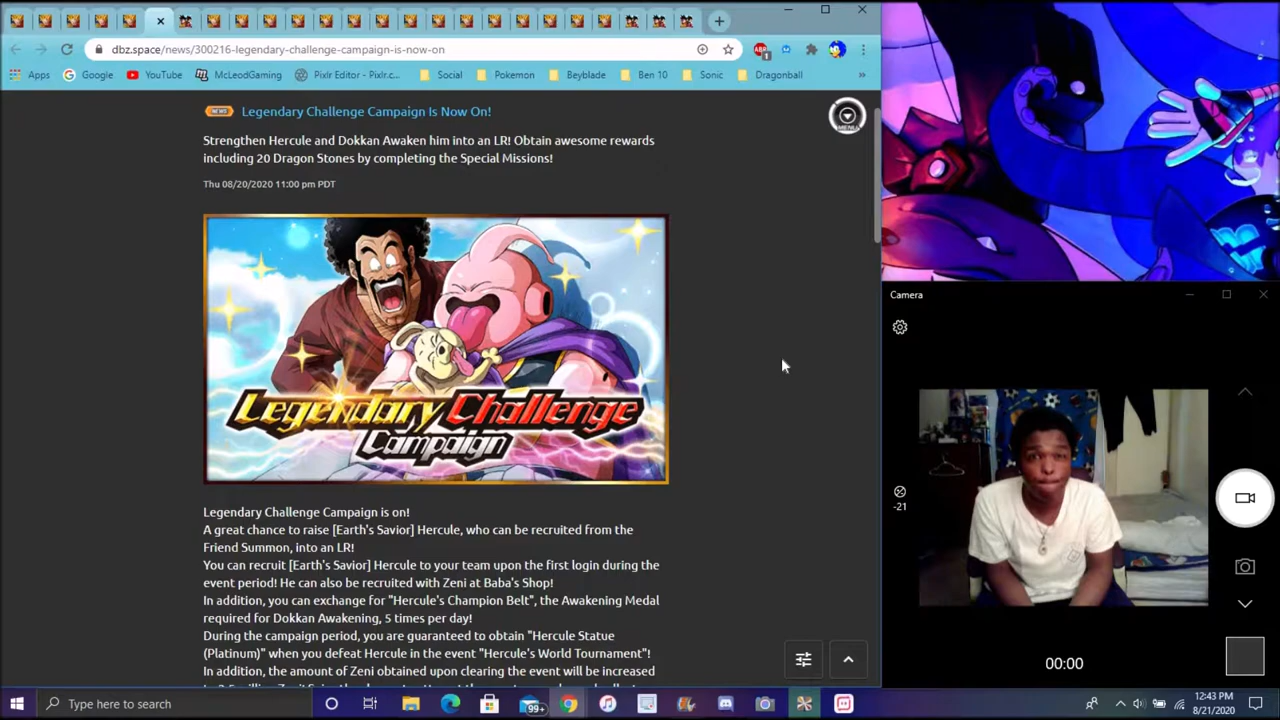 dbz.space/news/300216-legendary-challenge-campaign-is-now-on
ABP
1
Apps Google YouTube McLeodGaming Pixlr Editor - Pixlr.c... Social Pokemon Beyblade Ben 10 Sonic Dragonball »
NEWS Legendary Challenge Campaign Is Now On!
MENU
Strengthen Hercule and Dokkan Awaken him into an LR! Obtain awesome rewards
including 20 Dragon Stones by completing the Special Missions!
Thu 08/20/2020 11:00 pm PDT
Legendary Challenge
Campaign
Legendary Challenge Campaign is on!
A great chance to raise [Earth's Savior] Hercule, who can be recruited from the
Friend Summon, into an LR!
You can recruit [Earth's Savior] Hercule to your team upon the first login during the
event period! He can also be recruited with Zeni at Baba's Shop!
In addition, you can exchange for "Hercule's Champion Belt", the Awakening Medal
required for Dokkan Awakening, 5 times per day!
During the campaign period, you are guaranteed to obtain "Hercule Statue
(Platinum)" when you defeat Hercule in the event "Hercule's World Tournament"!
In addition, the amount of Zeni obtained upon clearing the event will be increased
Camera
-21
00:00
Type here to search
99+
12:43 PM
8/21/2020